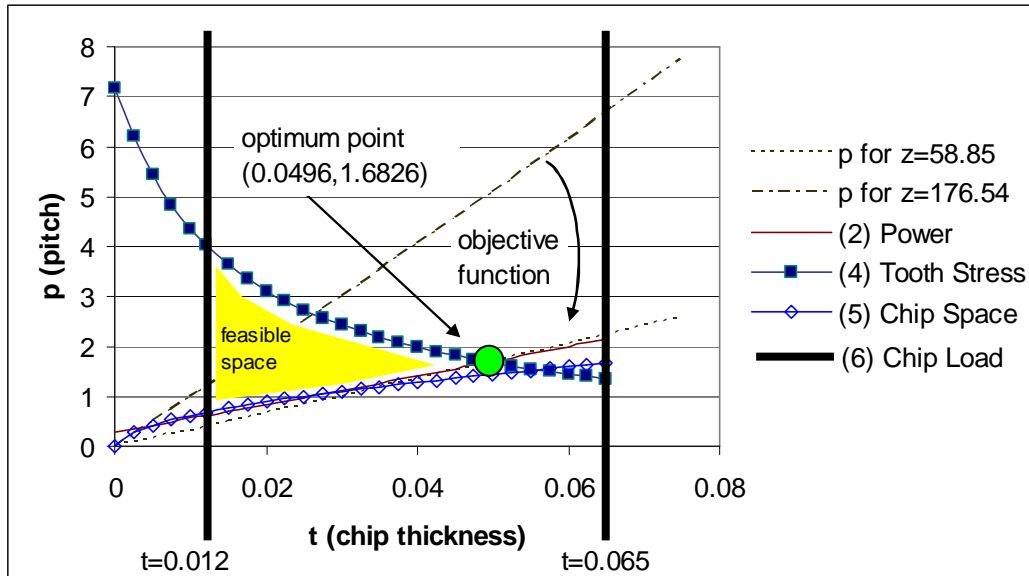 8
7
6
5
4
3
2
1
0
p (pitch)
optimum point
(0.0496,1.6826)
objective
function
feasible
space
0
0.02
0.04
0.06
0.08
t (chip thickness)
t=0.012
t=0.065
p for z=58.85
p for z=176.54
(2) Power
(4) Tooth Stress
(5) Chip Space
(6) Chip Load